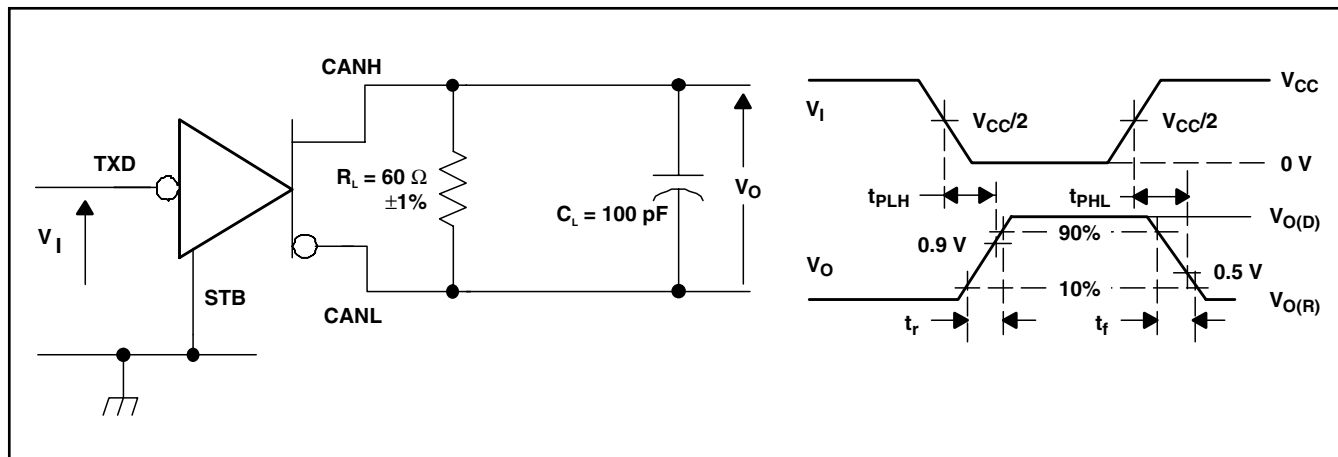 CANH
TXD
R_L = 60 Ω
±1%
C_L = 100 pF
V_O
V_I
STB
CANL
V_I
V_CC/2
V_CC/2
V_CC
0 V
t_PLH
t_PHL
V_O
0.9 V
90%
V_O(D)
0.5 V
10%
V_O(R)
t_r
t_f